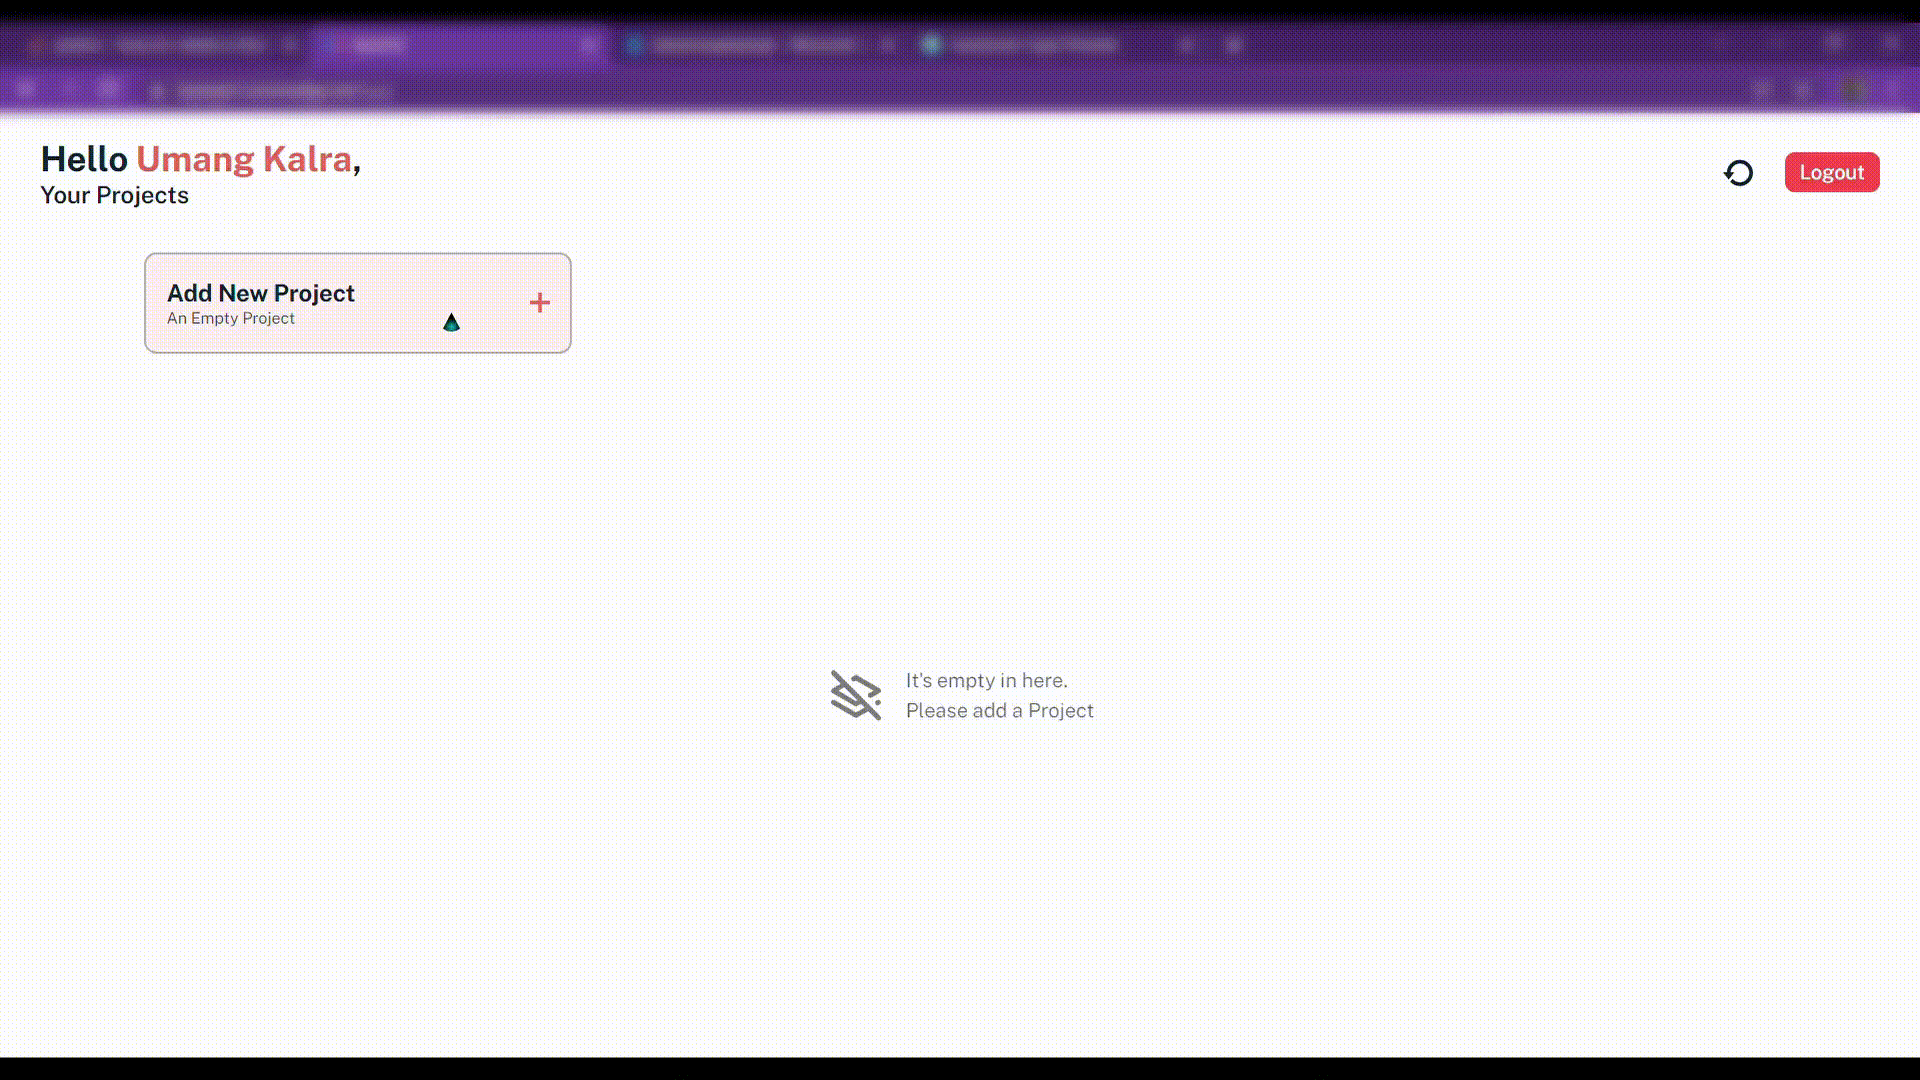 Hello Umang Kalra,
Your Projects
Logout
Add New Project
An Empty Project
It's empty in here.
Please add a Project